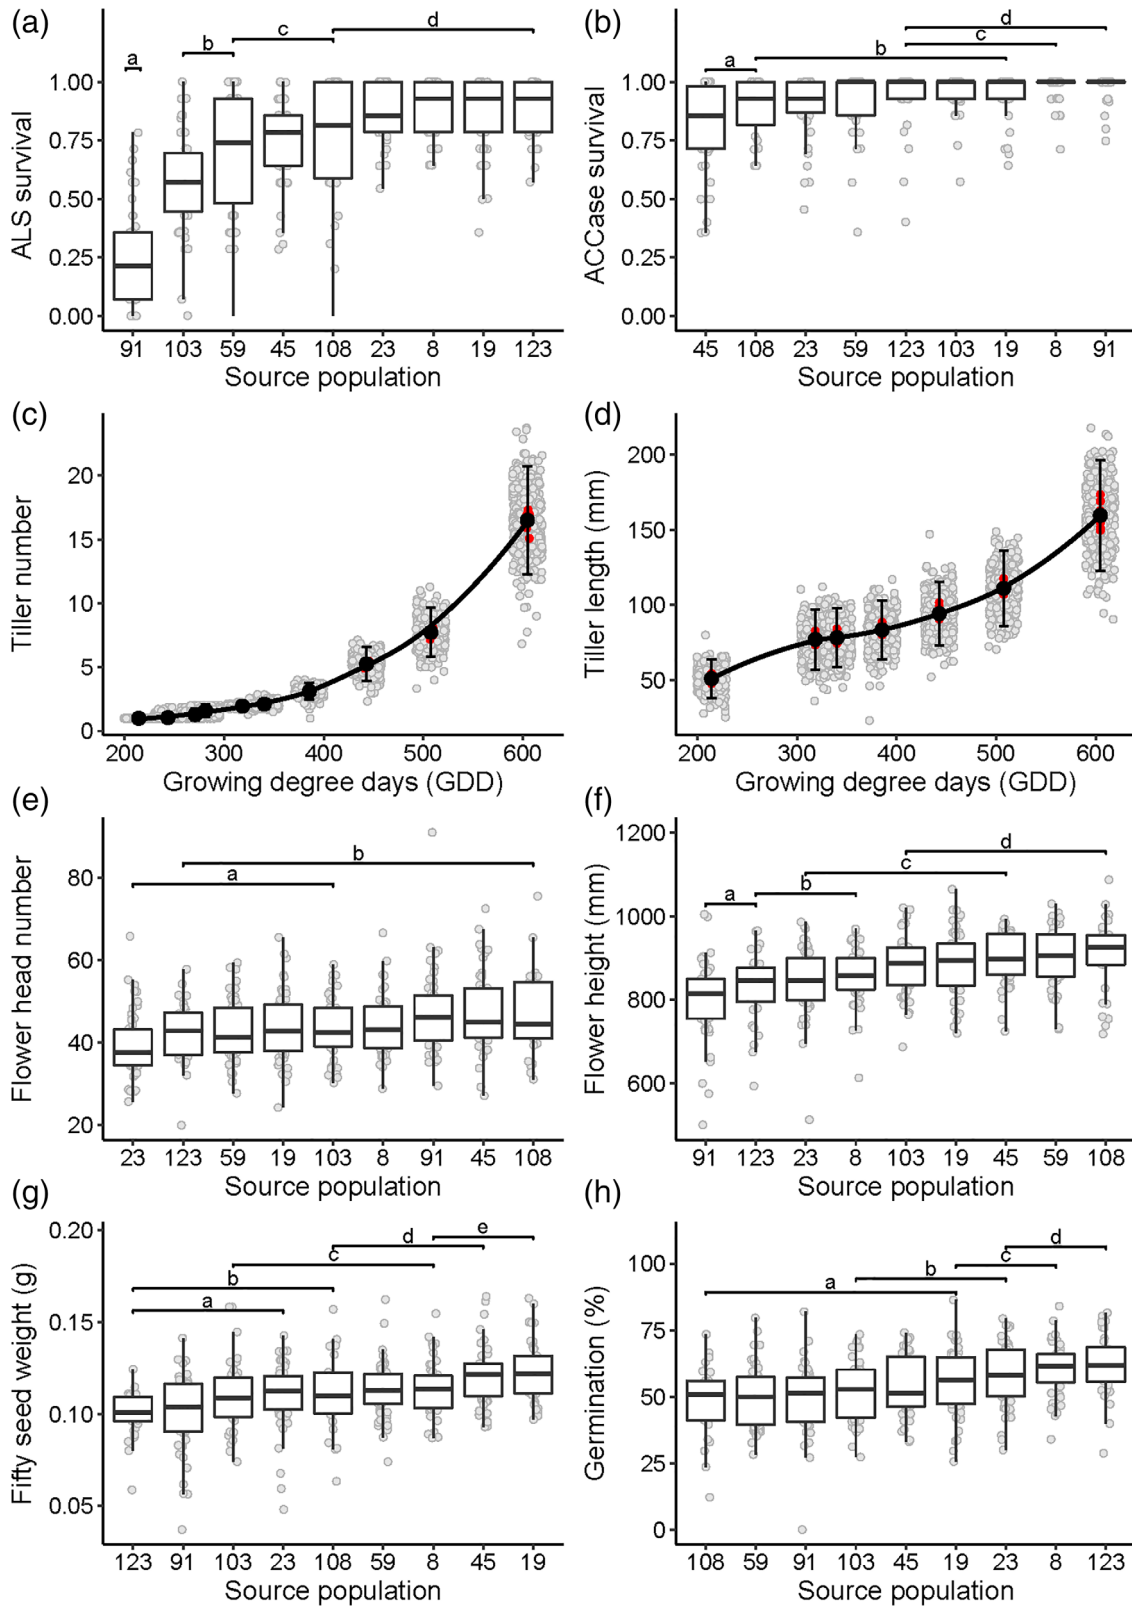 (a)
ALS survival
1.00
0.75
0.50
0.25
0.00
a
b
c
d
91 103 59 45 108 23 8 19 123
Source population
(b)
ACCase survival
1.00
0.75
0.50
0.25
0.00
a
b
c
d
45 108 23 59 123 103 19 8 91
Source population
(c)
Tiller number
20
15
10
5
0
200 300 400 500 600
Growing degree days (GDD)
(d)
Tiller length (mm)
200
150
100
50
200 300 400 500 600
Growing degree days (GDD)
(e)
Flower head number
80
60
40
20
a
b
23 123 59 19 103 8 91 45 108
Source population
(f)
Flower height (mm)
1200
1000
800
600
a
b
c
d
91 123 23 8 103 19 45 59 108
Source population
(g)
Fifty seed weight (g)
0.20
0.15
0.10
0.05
a
b
c
d
e
123 91 103 23 108 59 8 45 19
Source population
(h)
Germination (%)
100
75
50
25
0
a
b
c
d
108 59 91 103 45 19 23 8 123
Source population